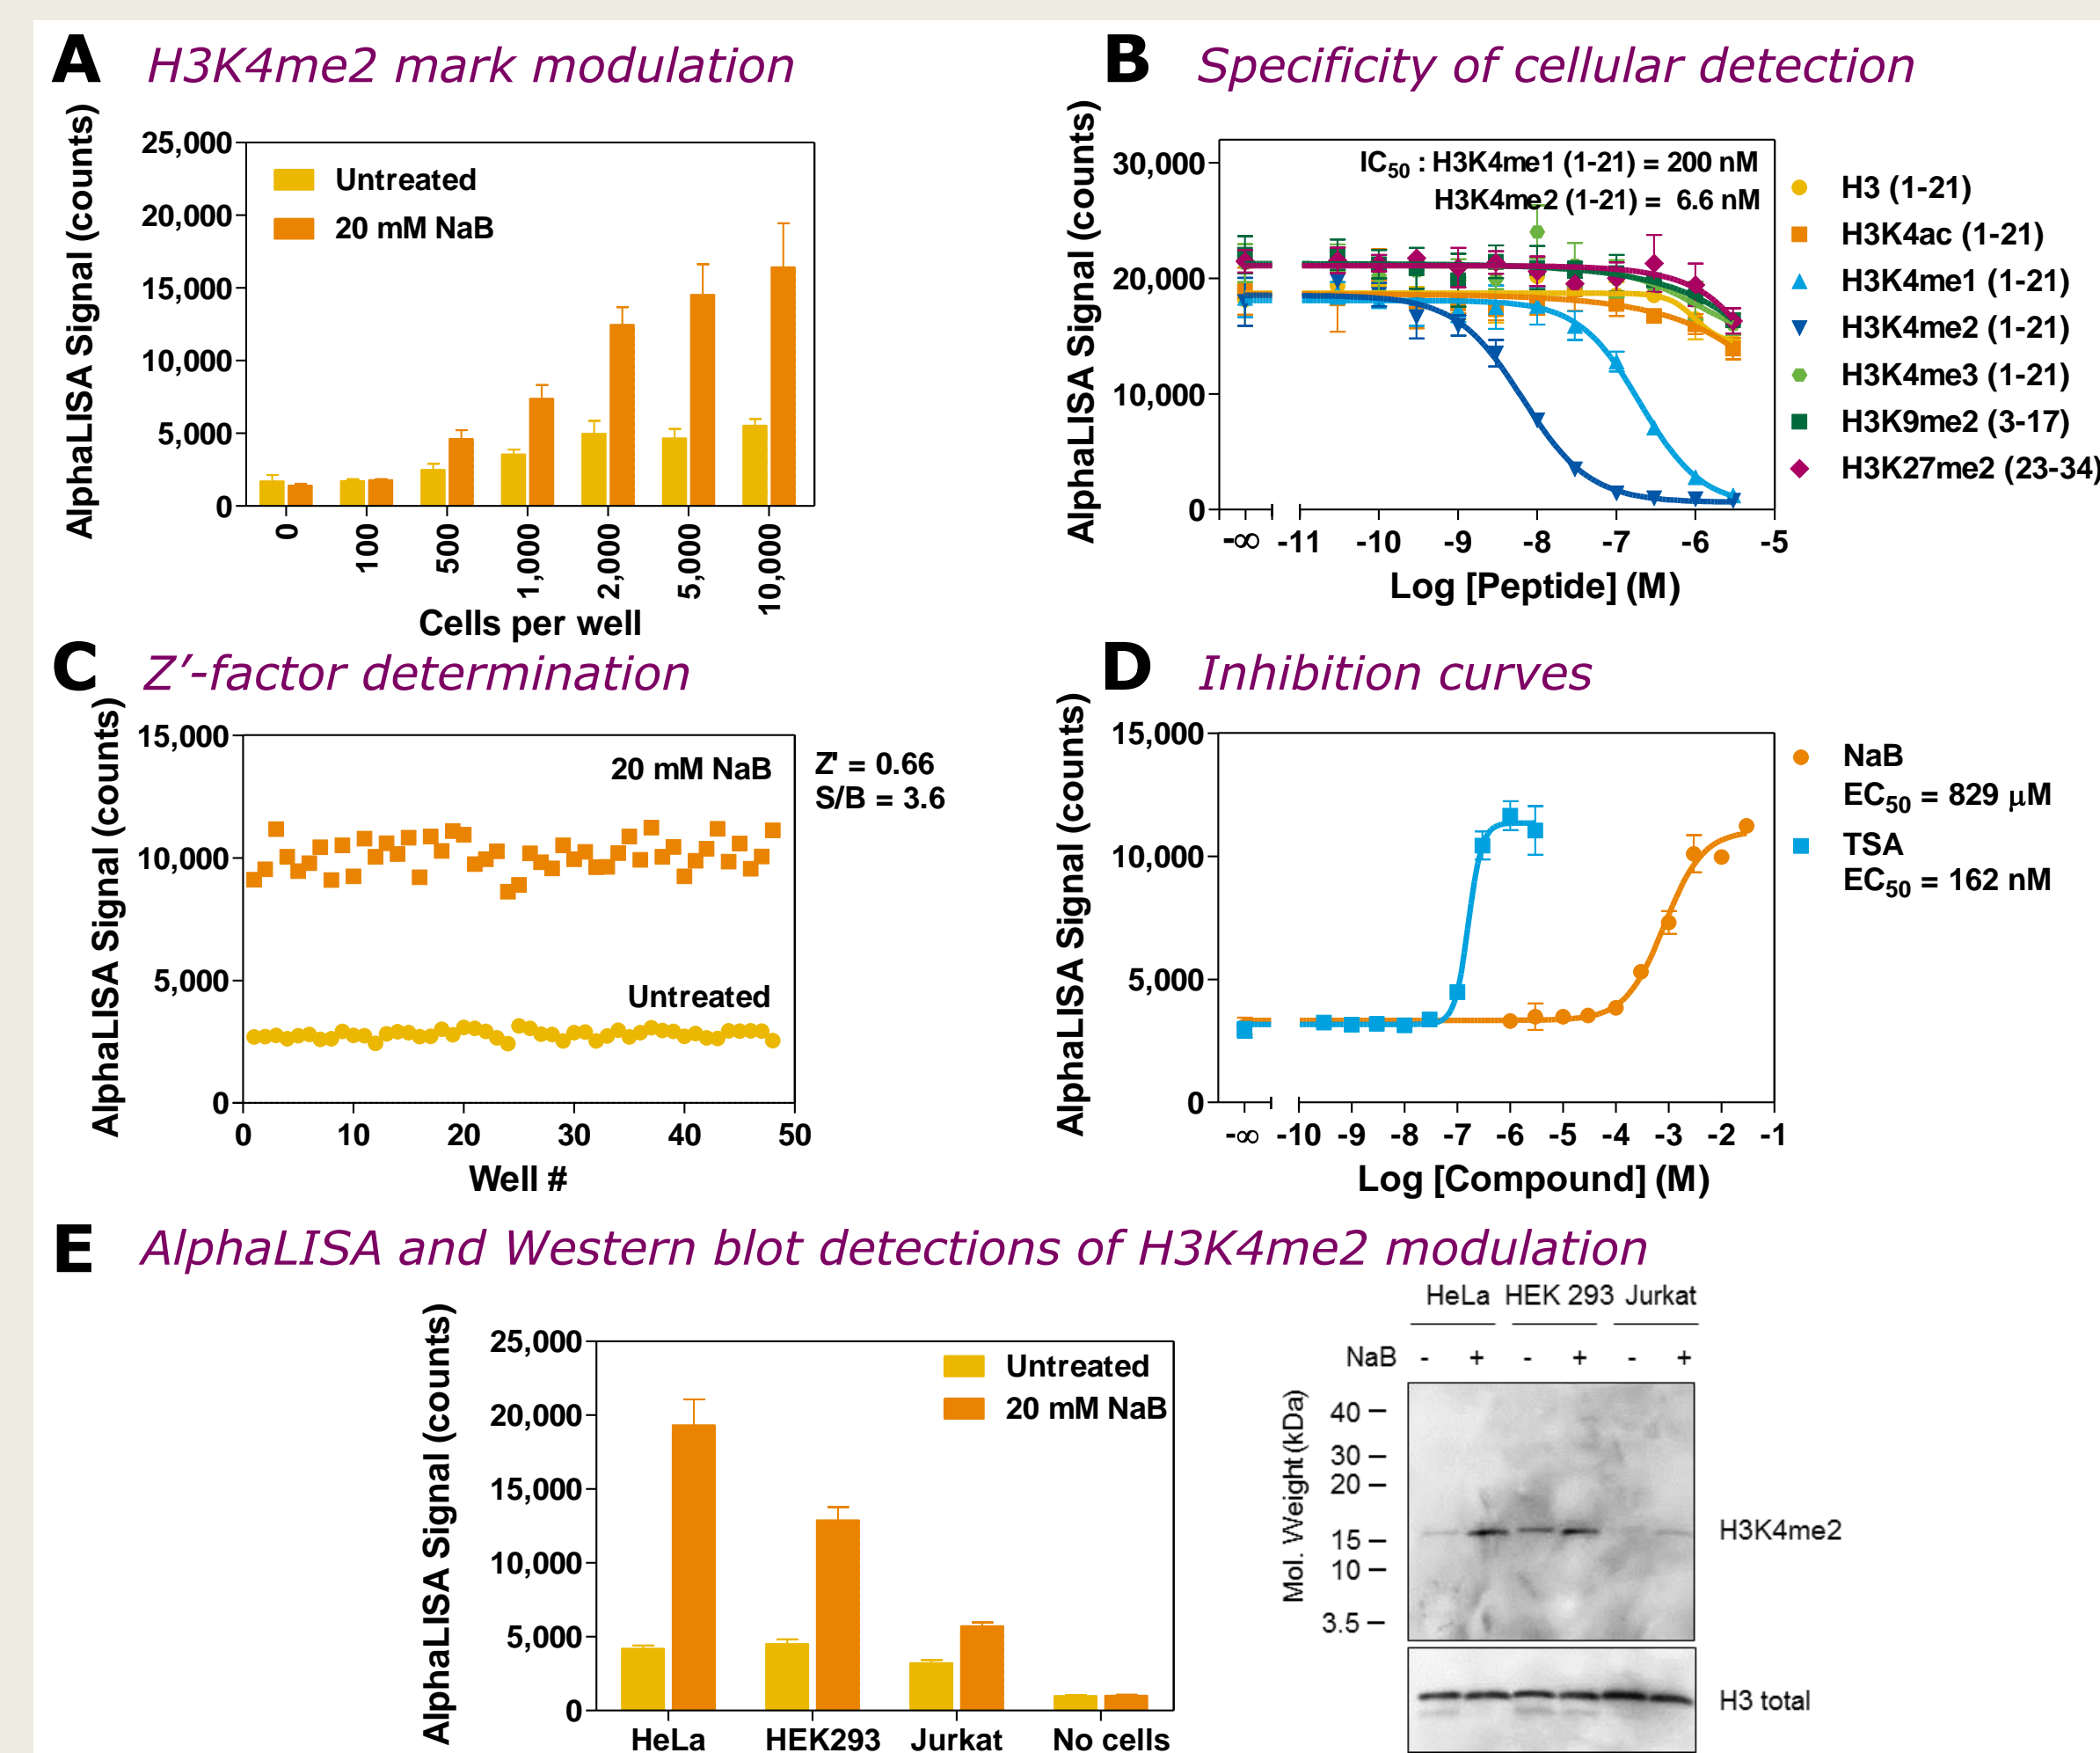 A H3K4me2 mark modulation
AlphaLISA Signal (counts)
25,000
20,000
15,000
10,000
5,000
0
Untreated
20 mM NaB
0 100 500 1,000 2,000 5,000 10,000
Cells per well
B Specificity of cellular detection
AlphaLISA Signal (counts)
30,000
20,000
10,000
0
IC50 : H3K4me1 (1-21) = 200 nM
H3K4me2 (1-21) = 6.6 nM
-∞ -11 -10 -9 -8 -7 -6 -5
Log [Peptide] (M)
H3 (1-21)
H3K4ac (1-21)
H3K4me1 (1-21)
H3K4me2 (1-21)
H3K4me3 (1-21)
H3K9me2 (3-17)
H3K27me2 (23-34)
C Z’-factor determination
AlphaLISA Signal (counts)
15,000
10,000
5,000
0
20 mM NaB
Untreated
Z' = 0.66
S/B = 3.6
0 10 20 30 40 50
Well #
D Inhibition curves
AlphaLISA Signal (counts)
15,000
10,000
5,000
0
-∞ -10 -9 -8 -7 -6 -5 -4 -3 -2 -1
Log [Compound] (M)
NaB
EC50 = 829 µM
TSA
EC50 = 162 nM
E AlphaLISA and Western blot detections of H3K4me2 modulation
AlphaLISA Signal (counts)
25,000
20,000
15,000
10,000
5,000
0
Untreated
20 mM NaB
HeLa HEK293 Jurkat No cells
HeLa HEK 293 Jurkat
NaB - + - + - +
Mol. Weight (kDa)
40
30
20
15
10
3.5
H3K4me2
H3 total